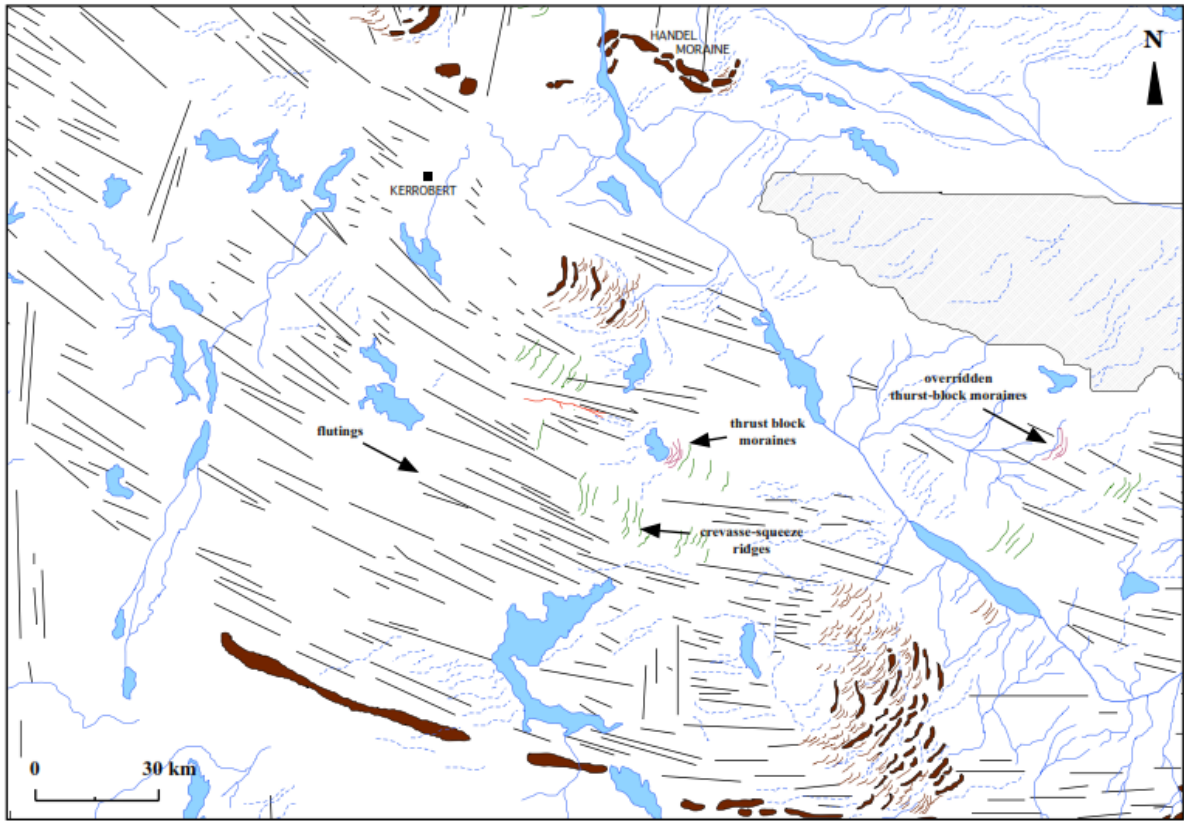 HANDEL
MORAINE
N
KERROBERT
overridden
thurst-block moraines
thrust block
moraines
flutings
crevasse-squeeze
ridges
0 30 km